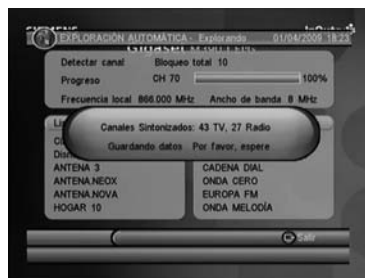 EXPLORACIÓN AUTOMÁTICA - Explorando 01/04/2009 18:23
Gigaset
Detectar canal Bloqueo total 10
Progreso CH 70 100%
Frecuencia local 866.000 MHz Ancho de banda 8 MHz
Canales Sintonizados: 43 TV, 27 Radio
Guardando datos Por favor, espere
ANTENA 3 CADENA DIAL
ANTENA.NEOX ONDA CERO
ANTENA.NOVA EUROPA FM
HOGAR 10 ONDA MELODÍA
Salir